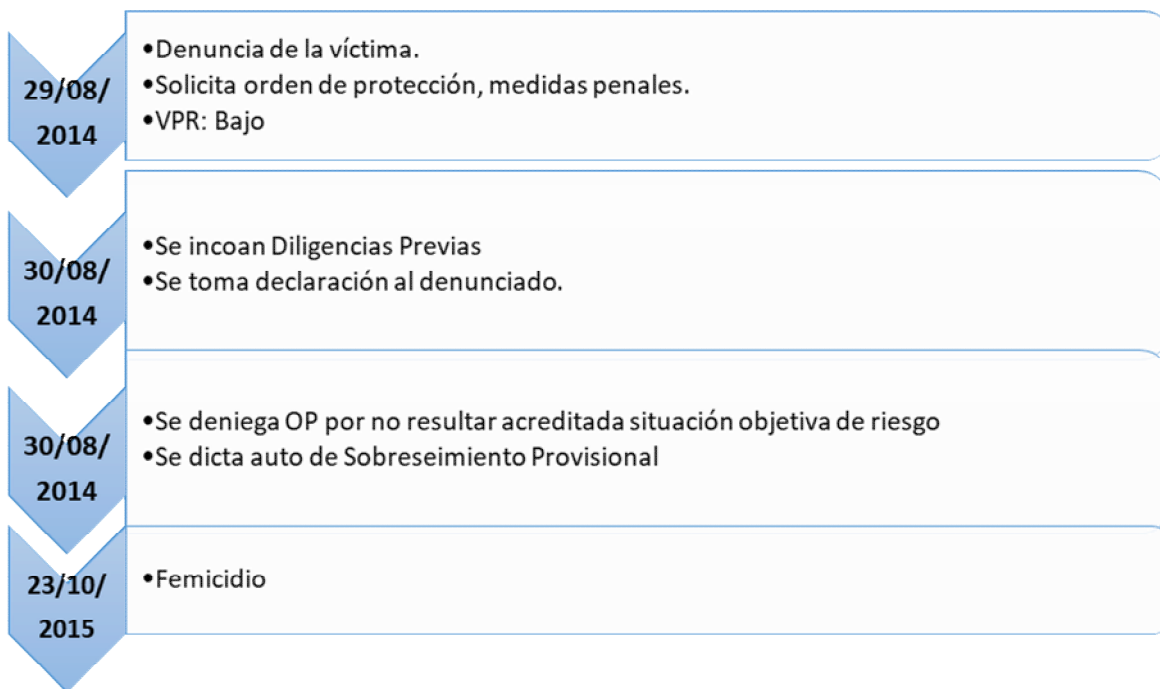 29/08/
2014
•Denuncia de la víctima.
•Solicita orden de protección, medidas penales.
•VPR: Bajo
30/08/
2014
•Se incoan Diligencias Previas
•Se toma declaración al denunciado.
30/08/
2014
•Se deniega OP por no resultar acreditada situación objetiva de riesgo
•Se dicta auto de Sobreseimiento Provisional
23/10/
2015
•Femicidio